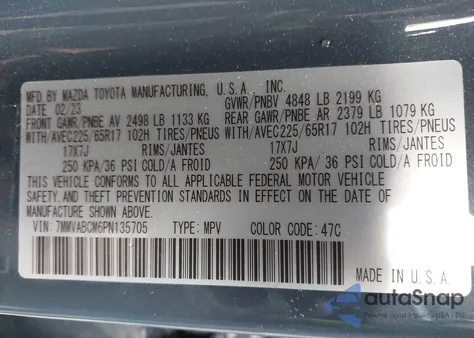 MFD BY MAZDA TOYOTA MANUFACTURING, U.S.A., INC.
DATE 02/23 GVWR/PNBV 4848 LB 2199 KG
FRONT GAWR/PNBE AV 2498 LB 1133 KG REAR GAWR/PNBE AR 2379 LB 1079 KG
WITH/AVEC225/65R17 102H TIRES/PNEUS WITH/AVEC225/65R17 102H TIRES/PNEUS
17X7J RIMS/JANTES 17X7J RIMS/JANTES
250 KPA/36 PSI COLD/A FROID 250 KPA/36 PSI COLD/A FROID
THIS VEHICLE CONFORMS TO ALL APPLICABLE FEDERAL MOTOR VEHICLE
SAFETY AND THEFT PREVENTION STANDARDS IN EFFECT ON THE DATE OF
MANUFACTURE SHOWN ABOVE.
VIN: 7MMVABCM6PN135705 TYPE: MPV COLOR CODE: 47C
MADE IN U.S.A.
autoSnap